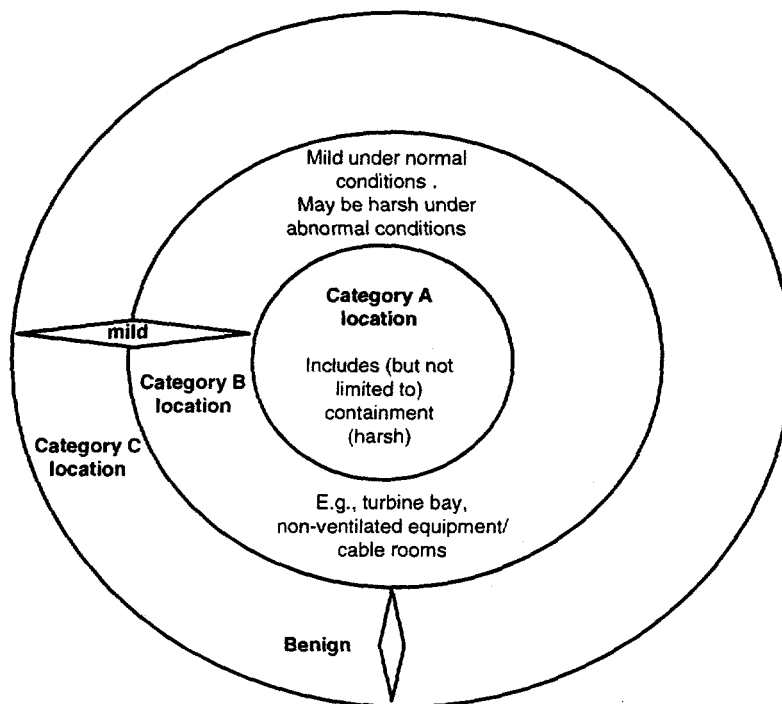 Mild under normal
conditions .
May be harsh under
abnormal conditions
Category A
location
Includes (but not
limited to)
containment
(harsh)
mild
Category B
location
Category C
location
E.g., turbine bay,
non-ventilated equipment/
cable rooms
Benign